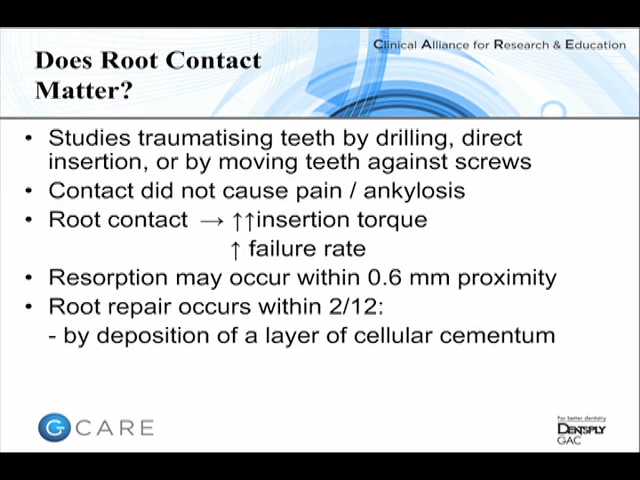 Clinical Alliance for Research & Education
Does Root Contact
Matter?
• Studies traumatising teeth by drilling, direct
insertion, or by moving teeth against screws
• Contact did not cause pain / ankylosis
• Root contact → ↑↑insertion torque
↑ failure rate
• Resorption may occur within 0.6 mm proximity
• Root repair occurs within 2/12:
- by deposition of a layer of cellular cementum
G CARE
For better dentistry
DENTSPLY
GAC